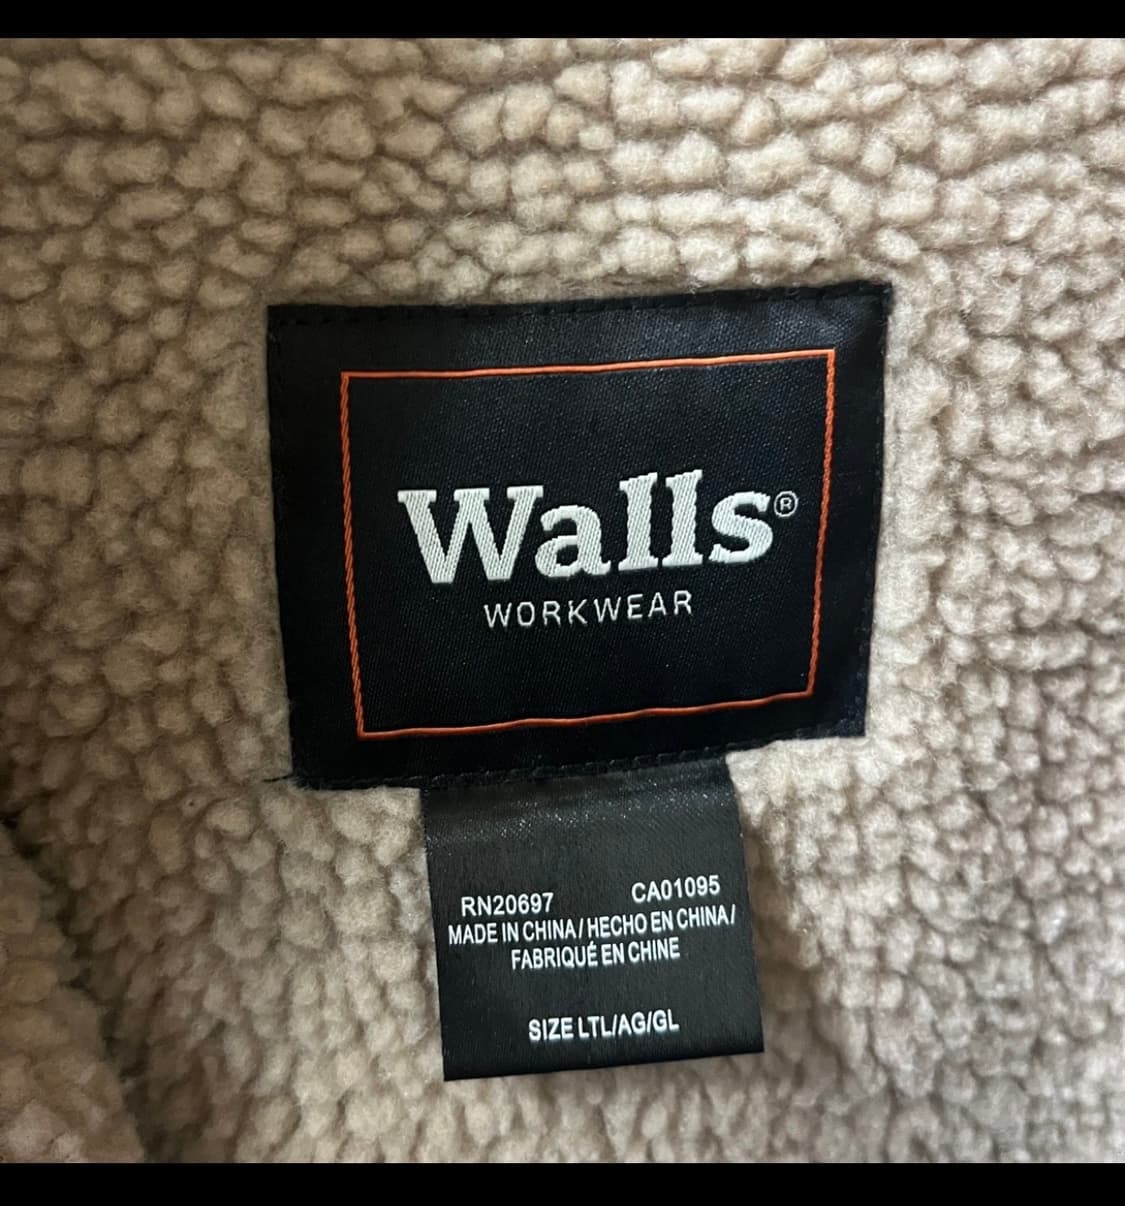 Walls®
WORKWEAR
RN20697 CA01095
MADE IN CHINA/HECHO EN CHINA/
FABRIQUÉ EN CHINE
SIZE LTL/AG/GL